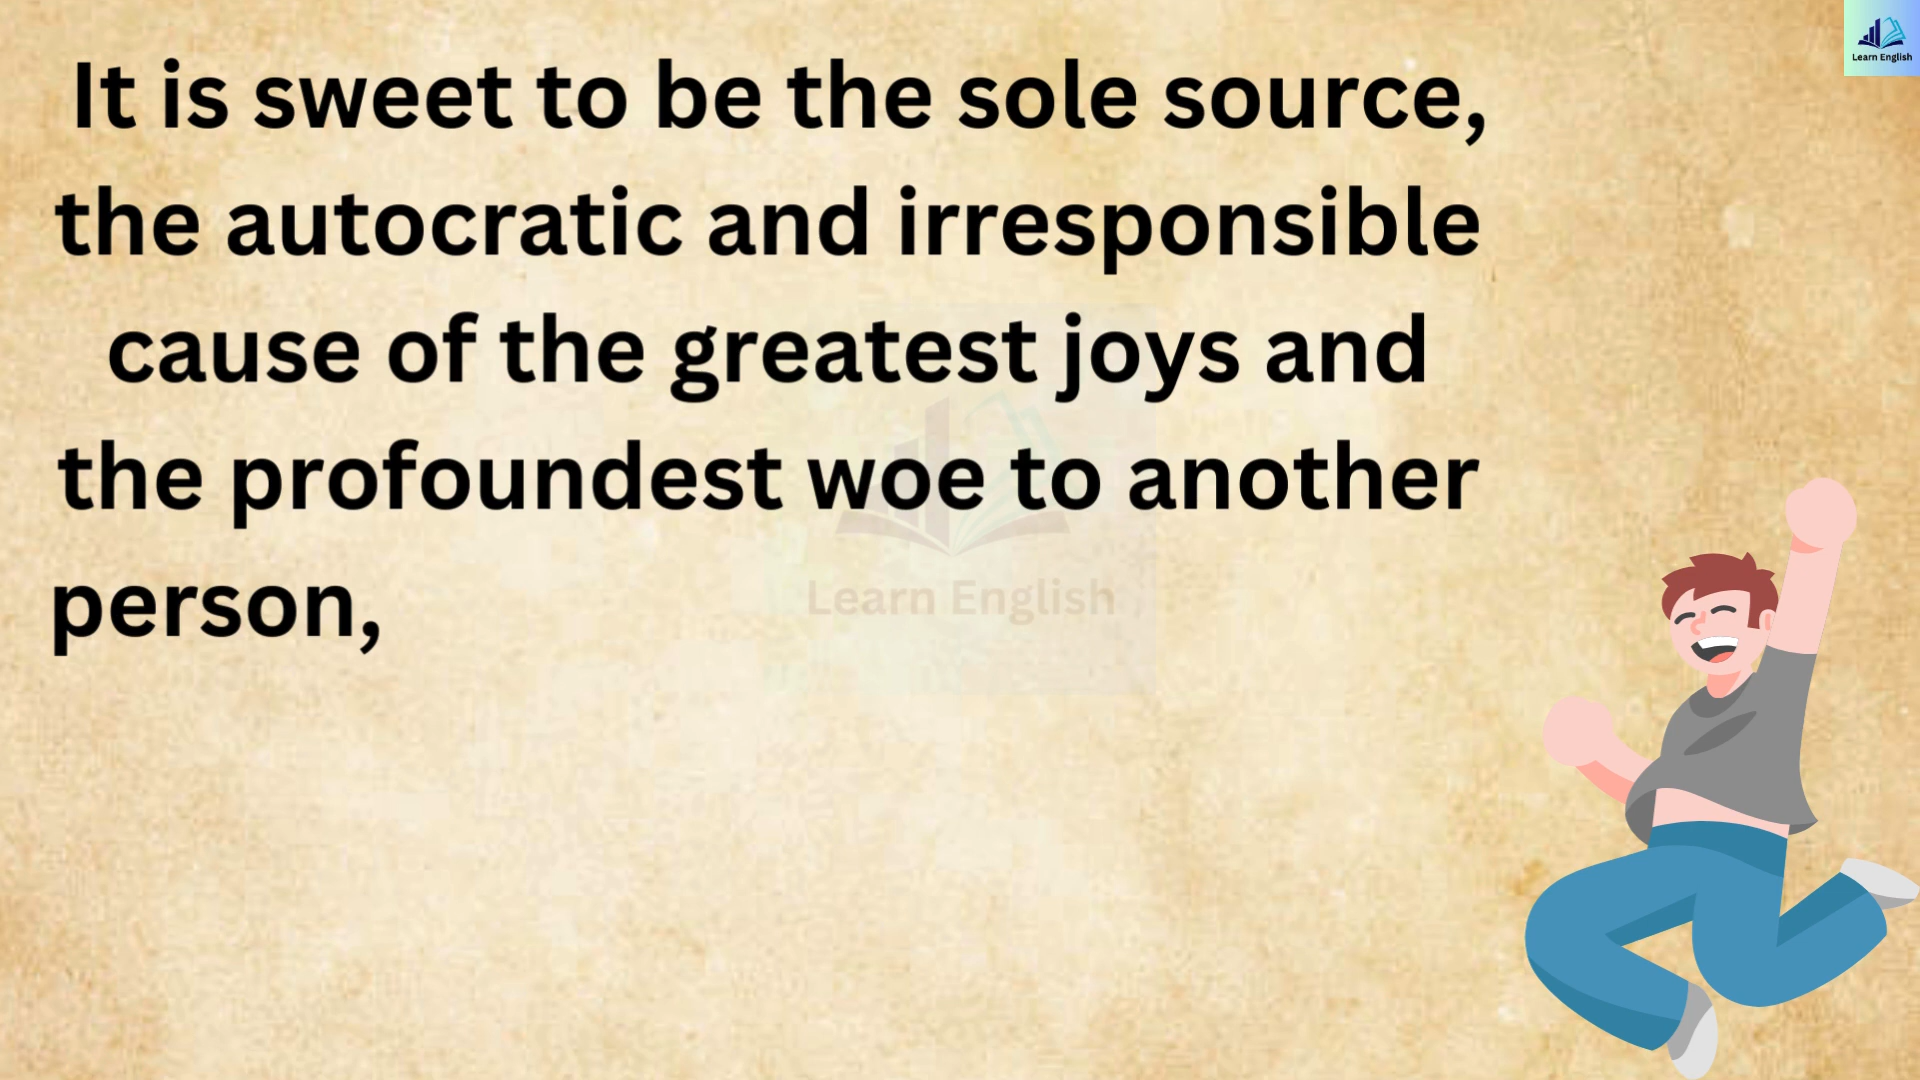 Learn English
It is sweet to be the sole source,
the autocratic and irresponsible
cause of the greatest joys and
the profoundest woe to another
person,
Learn English